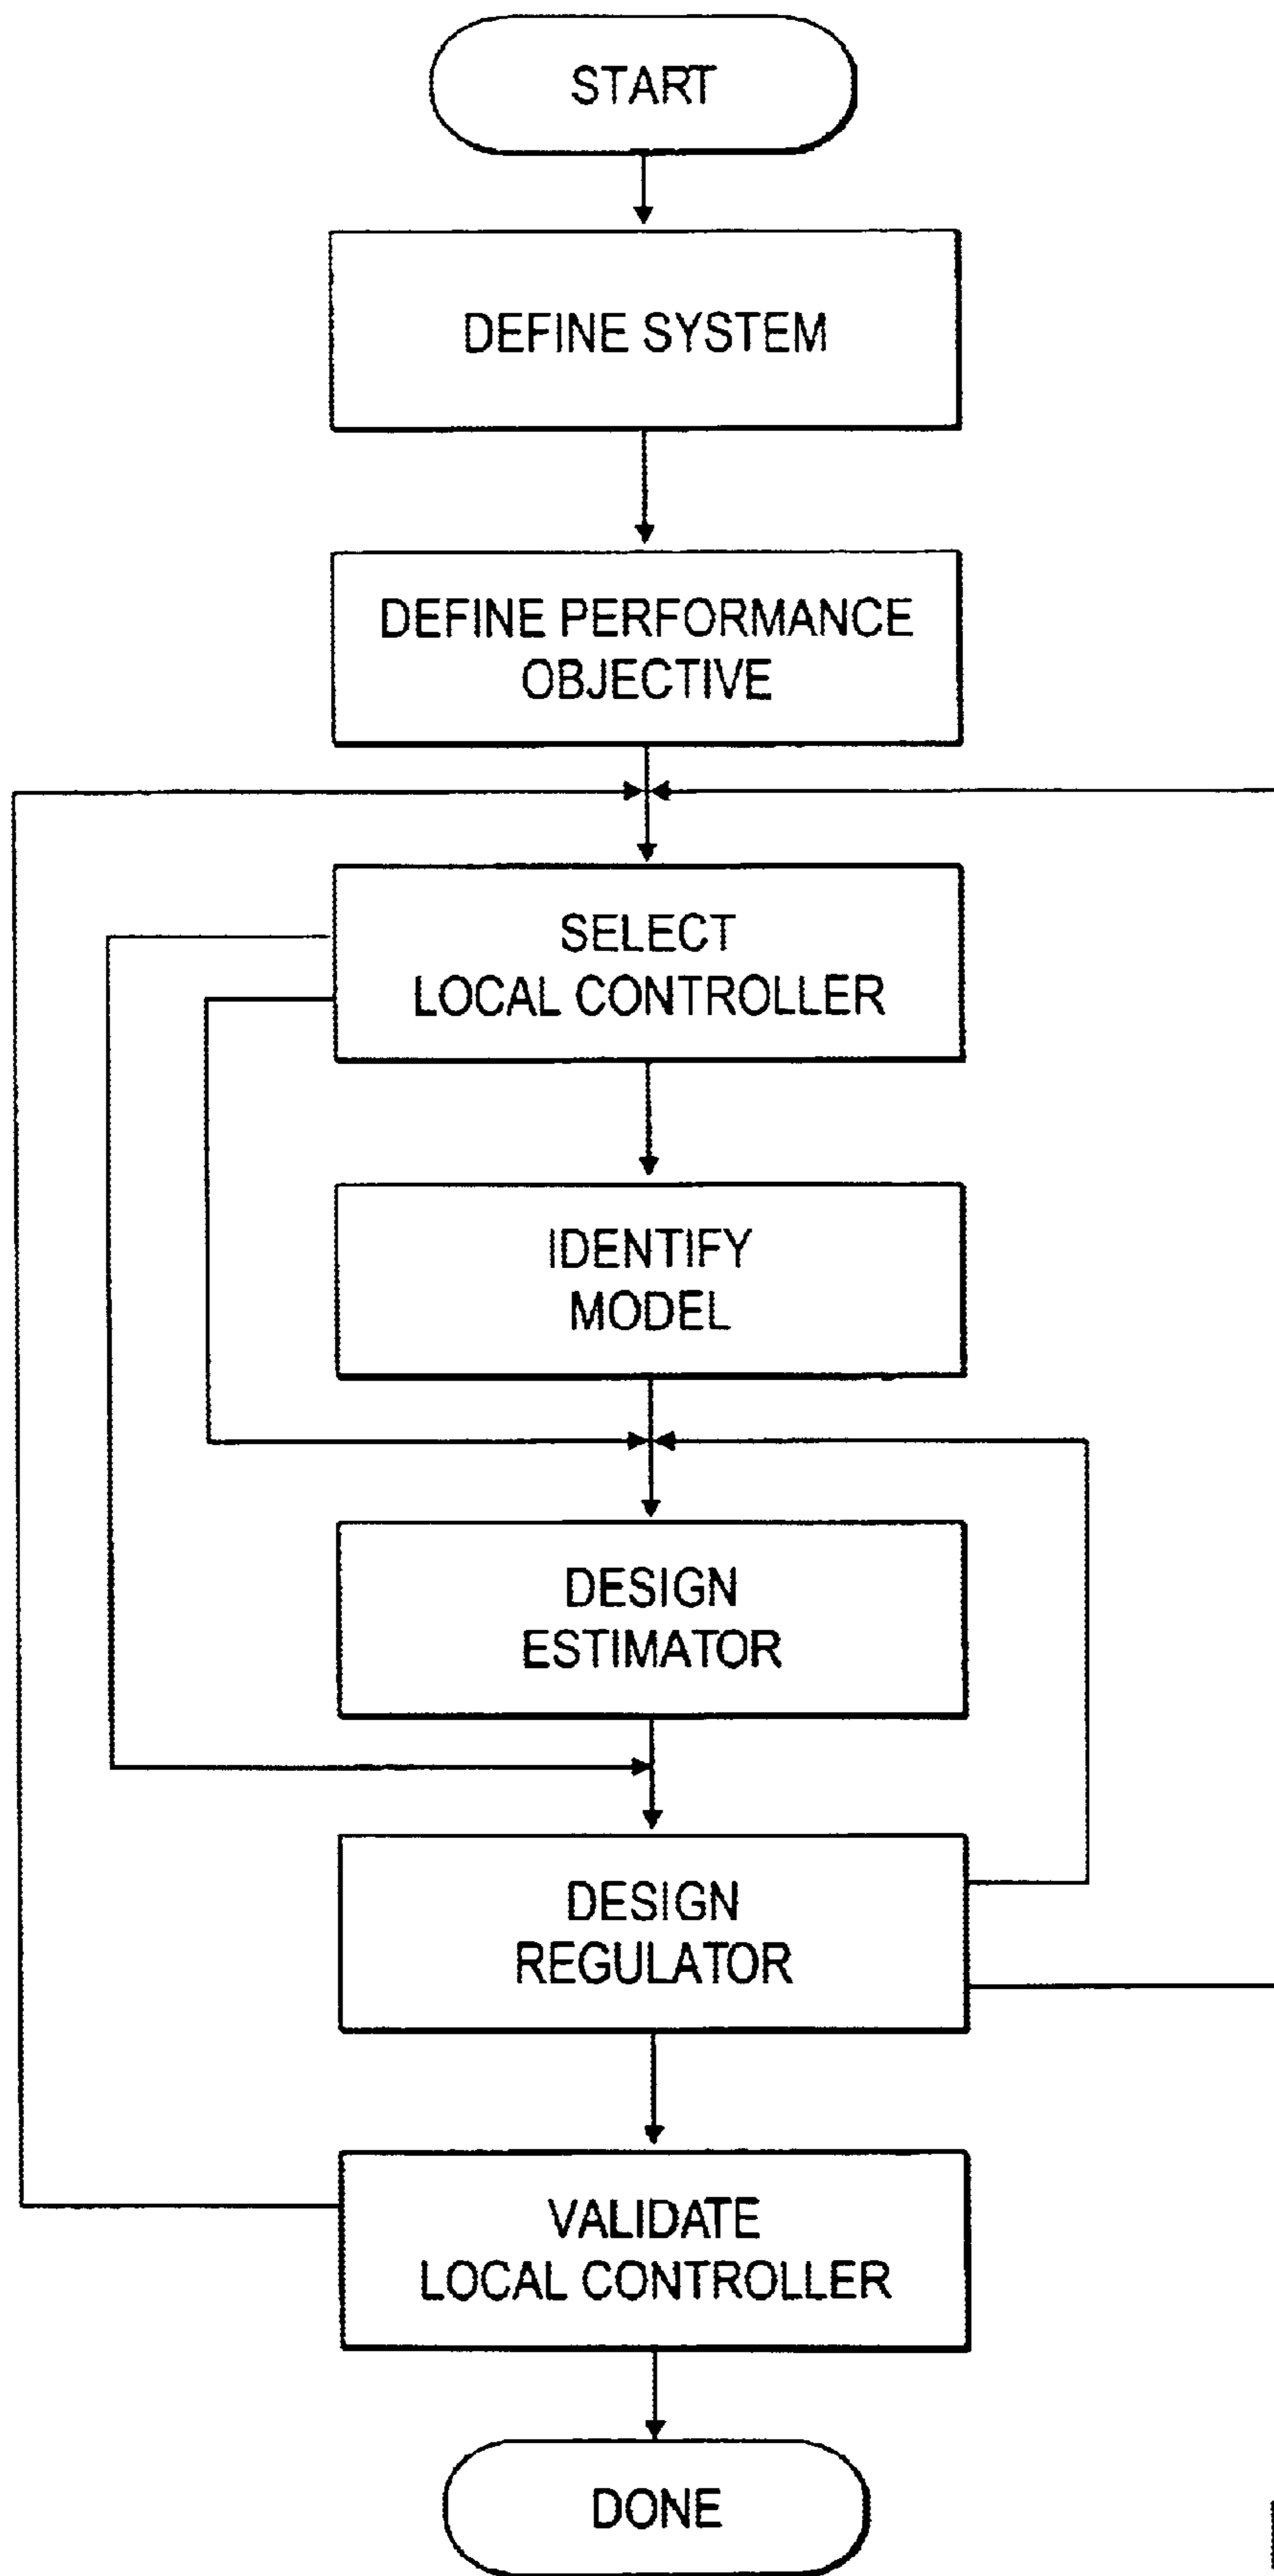 START
DEFINE SYSTEM
DEFINE PERFORMANCE
OBJECTIVE
SELECT
LOCAL CONTROLLER
IDENTIFY
MODEL
DESIGN
ESTIMATOR
DESIGN
REGULATOR
VALIDATE
LOCAL CONTROLLER
DONE